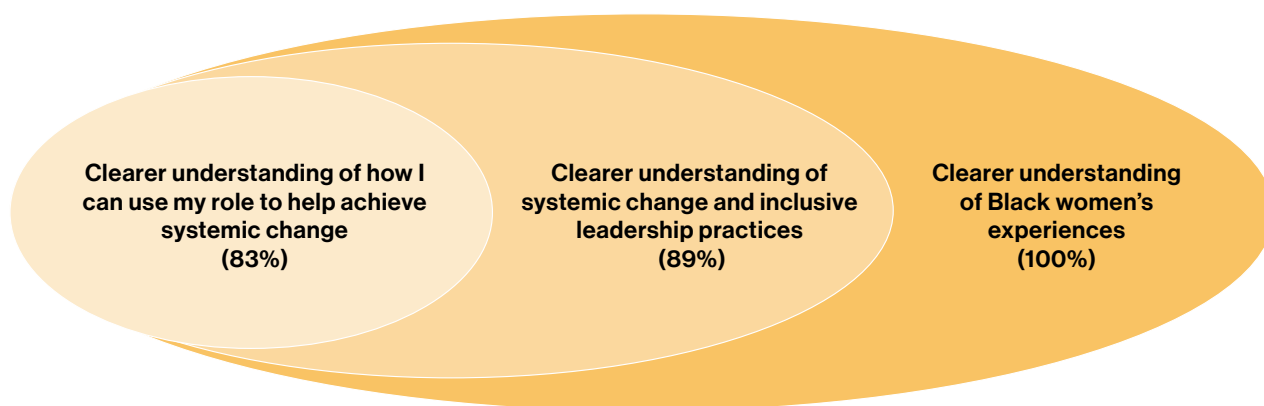 Clearer understanding of how I
can use my role to help achieve
systemic change
(83%)
Clearer understanding of
systemic change and inclusive
leadership practices
(89%)
Clearer understanding
of Black women’s
experiences
(100%)